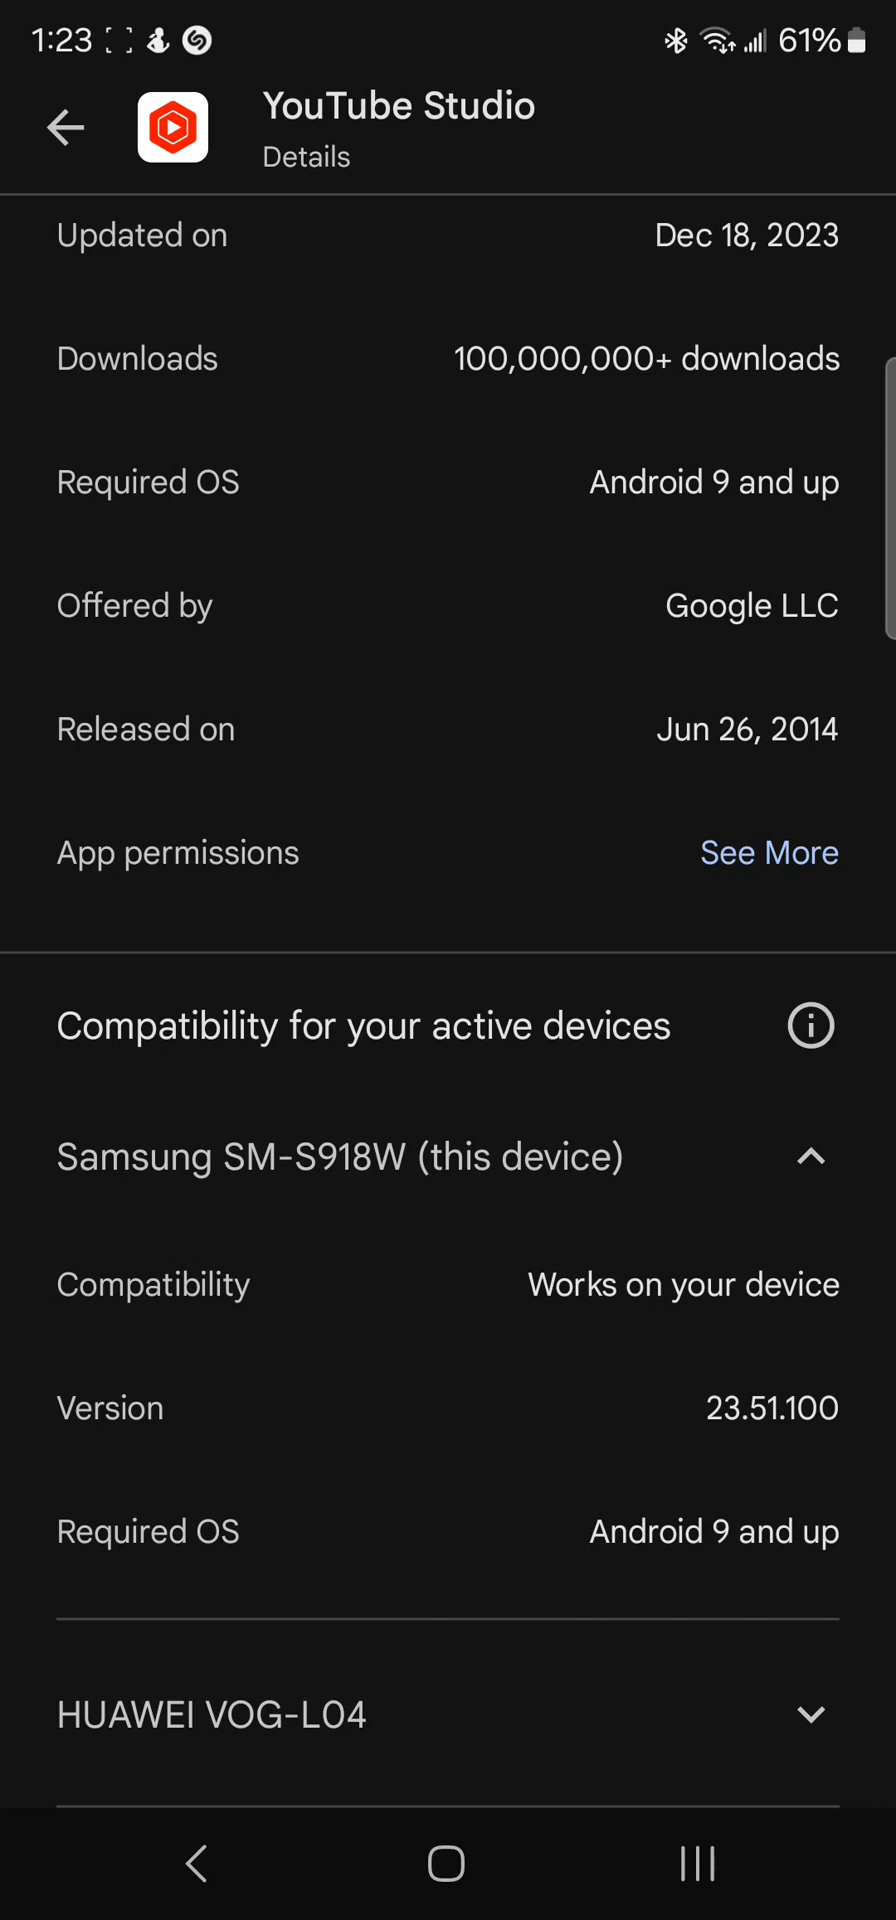 1:23 61%
YouTube Studio
Details
Updated on Dec 18, 2023
Downloads 100,000,000+ downloads
Required OS Android 9 and up
Offered by Google LLC
Released on Jun 26, 2014
App permissions See More
Compatibility for your active devices
Samsung SM-S918W (this device)
Compatibility Works on your device
Version 23.51.100
Required OS Android 9 and up
HUAWEI VOG-L04